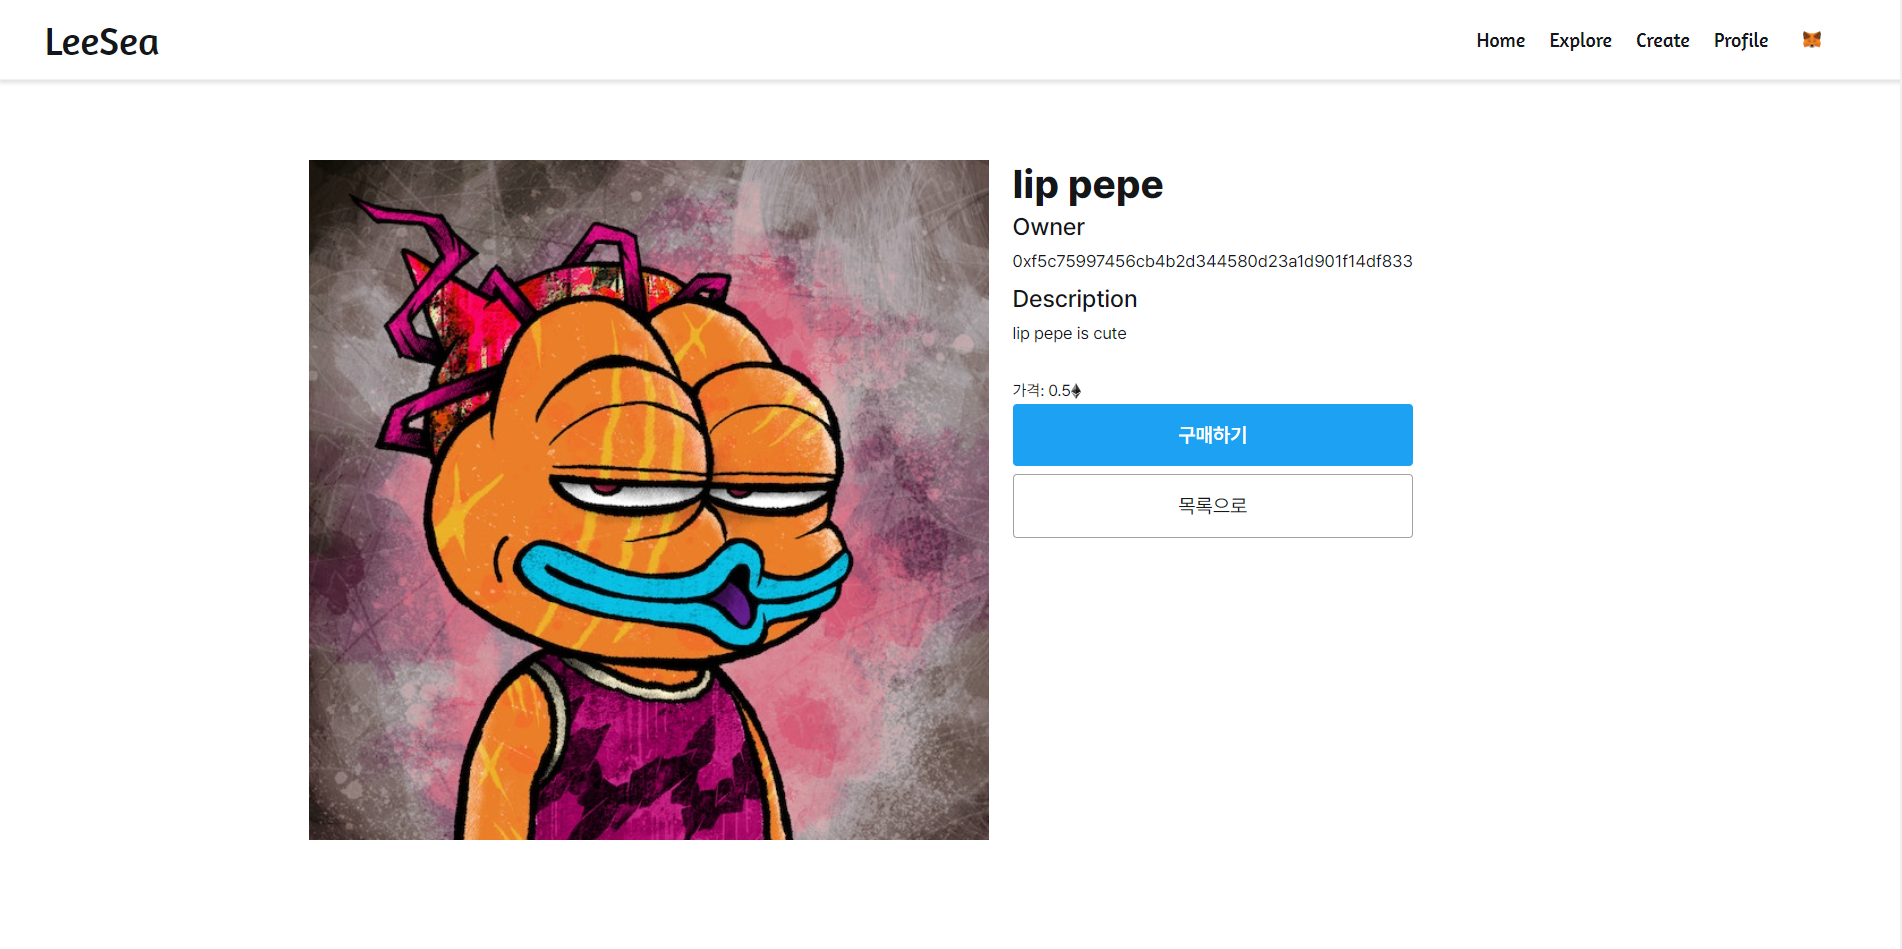 LeeSea
Home Explore Create Profile
lip pepe
Owner
0xf5c75997456cb4b2d344580d23a1d901f14df833
Description
lip pepe is cute
가격: 0.5
구매하기
목록으로